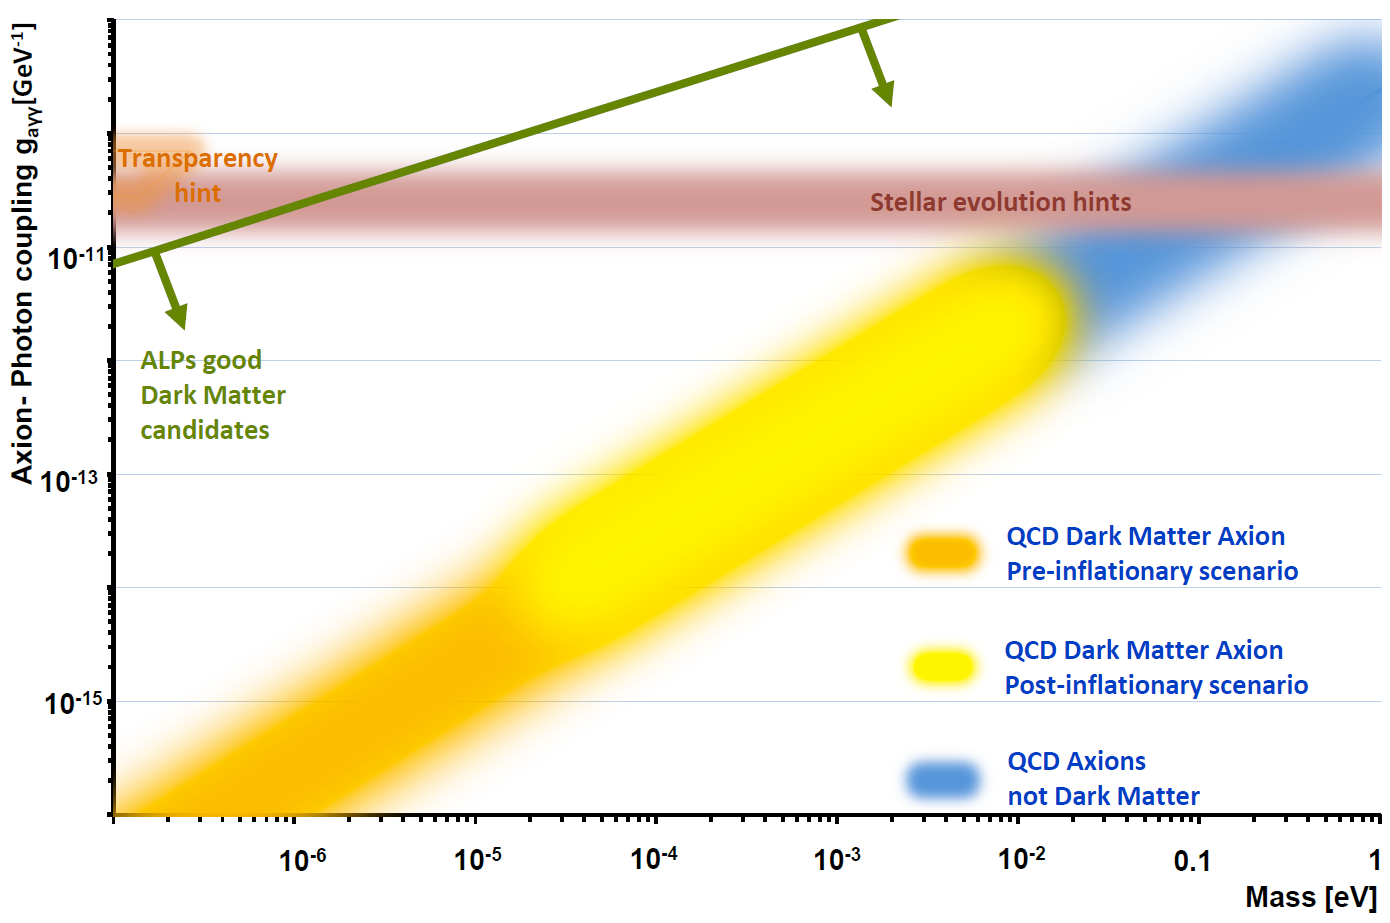 Axion- Photon coupling gaγγ[GeV-1]
Transparency
hint
Stellar evolution hints
10-11
ALPs good
Dark Matter
candidates
10-13
QCD Dark Matter Axion
Pre-inflationary scenario
QCD Dark Matter Axion
Post-inflationary scenario
10-15
QCD Axions
not Dark Matter
10-6 10-5 10-4 10-3 10-2 0.1 1
Mass [eV]